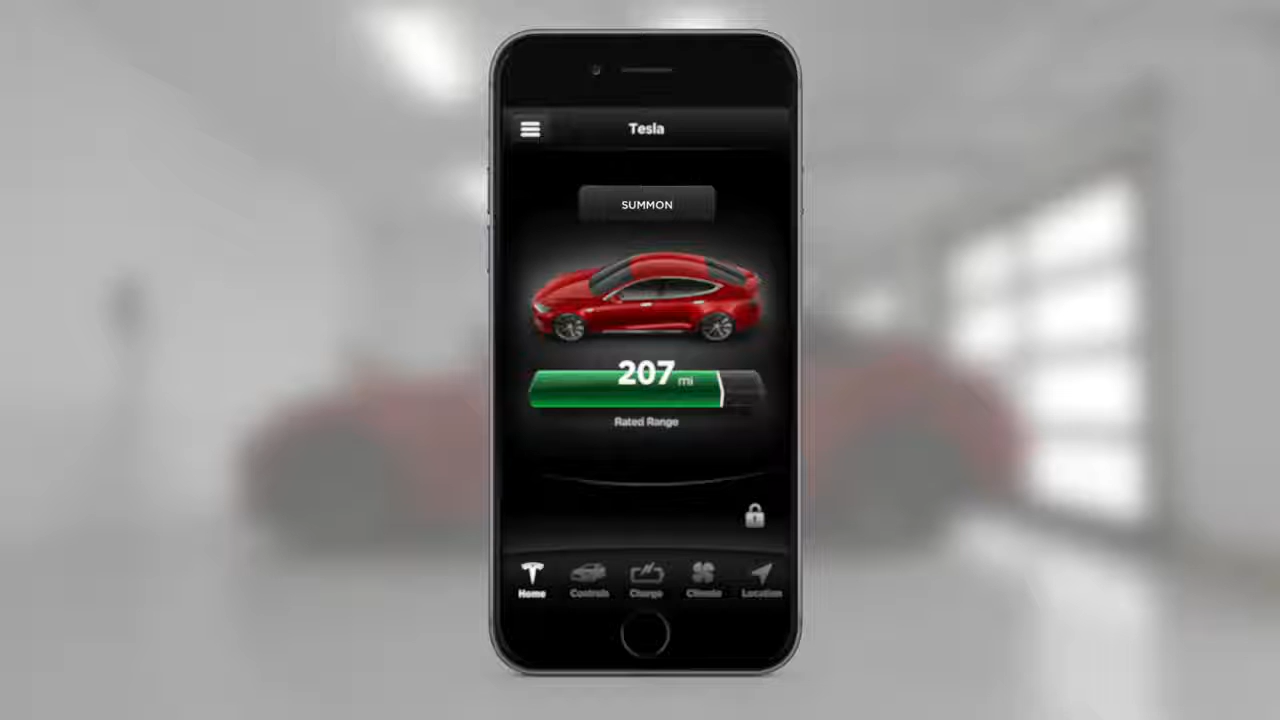 Tesla
SUMMON
207 mi
Rated Range
Home Controls Charge Climate Location